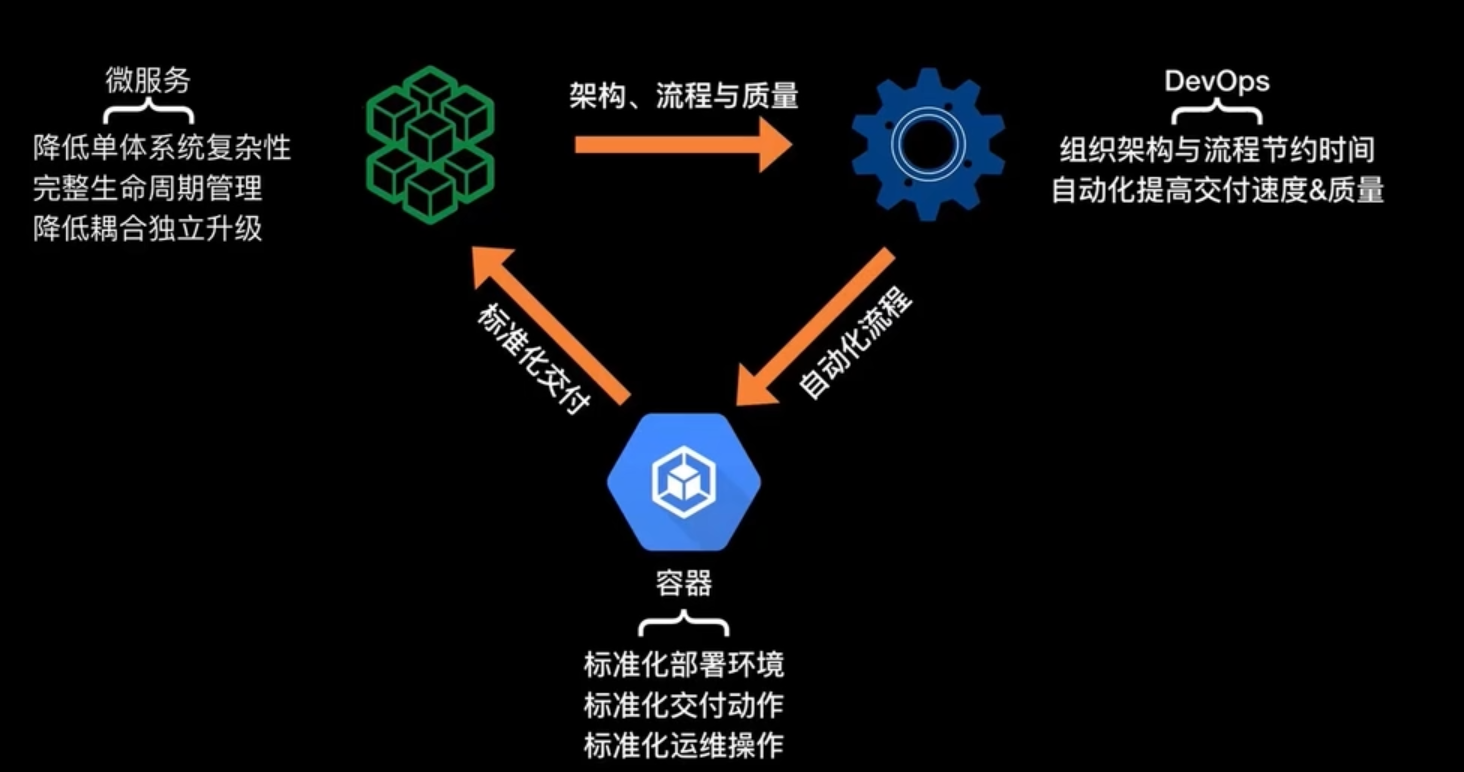 微服务
降低单体系统复杂性
完整生命周期管理
降低耦合独立升级
架构、流程与质量
DevOps
组织架构与流程节约时间
自动化提高交付速度&质量
标准化交付
自动化流程
容器
标准化部署环境
标准化交付动作
标准化运维操作